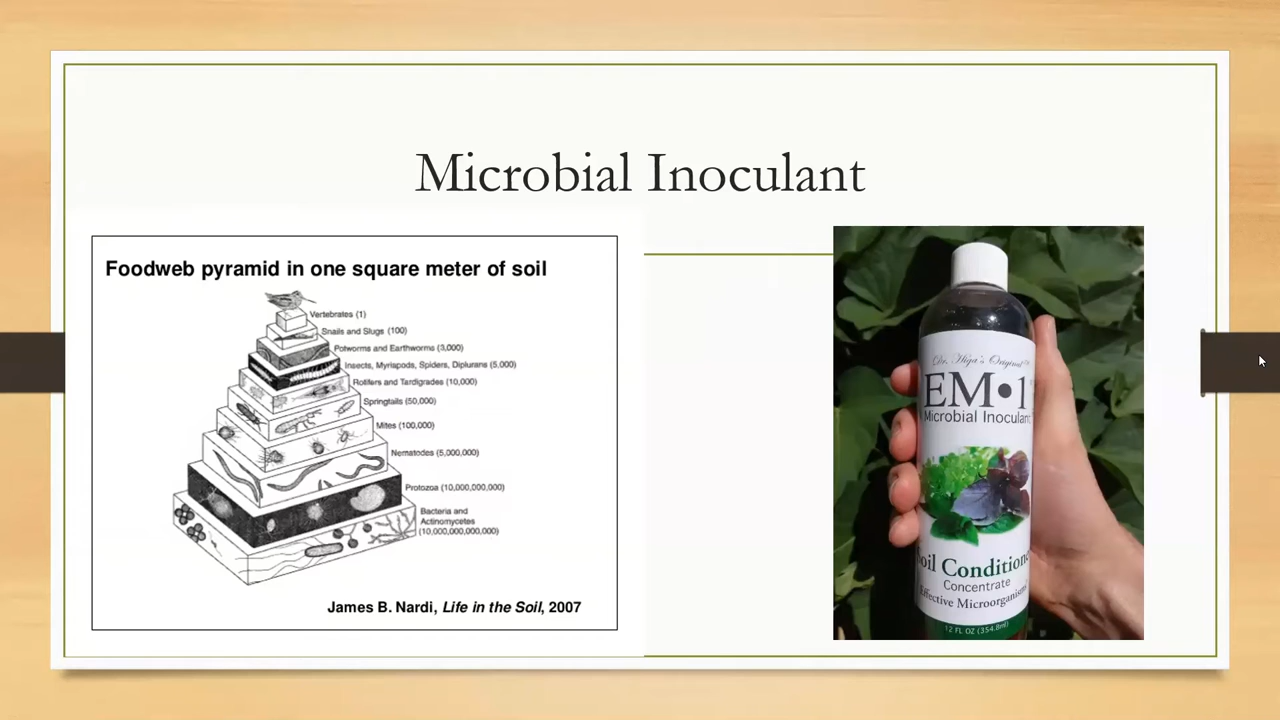 Microbial Inoculant
Foodweb pyramid in one square meter of soil
Vertebrates (1)
Snails and Slugs (100)
Potworms and Earthworms (3,000)
Insects, Myriapods, Spiders, Diplurans (5,000)
Rotifers and Tardigrades (10,000)
Springtails (50,000)
Mites (100,000)
Nematodes (5,000,000)
Protozoa (10,000,000,000)
Bacteria and
Actinomycetes
(10,000,000,000,000)
James B. Nardi, Life in the Soil, 2007
Dr. Higa's Original™
EM•1
Microbial Inoculant
Soil Conditione
Concentrate
Effective Microorganisms
12 FL OZ (354.8ml)